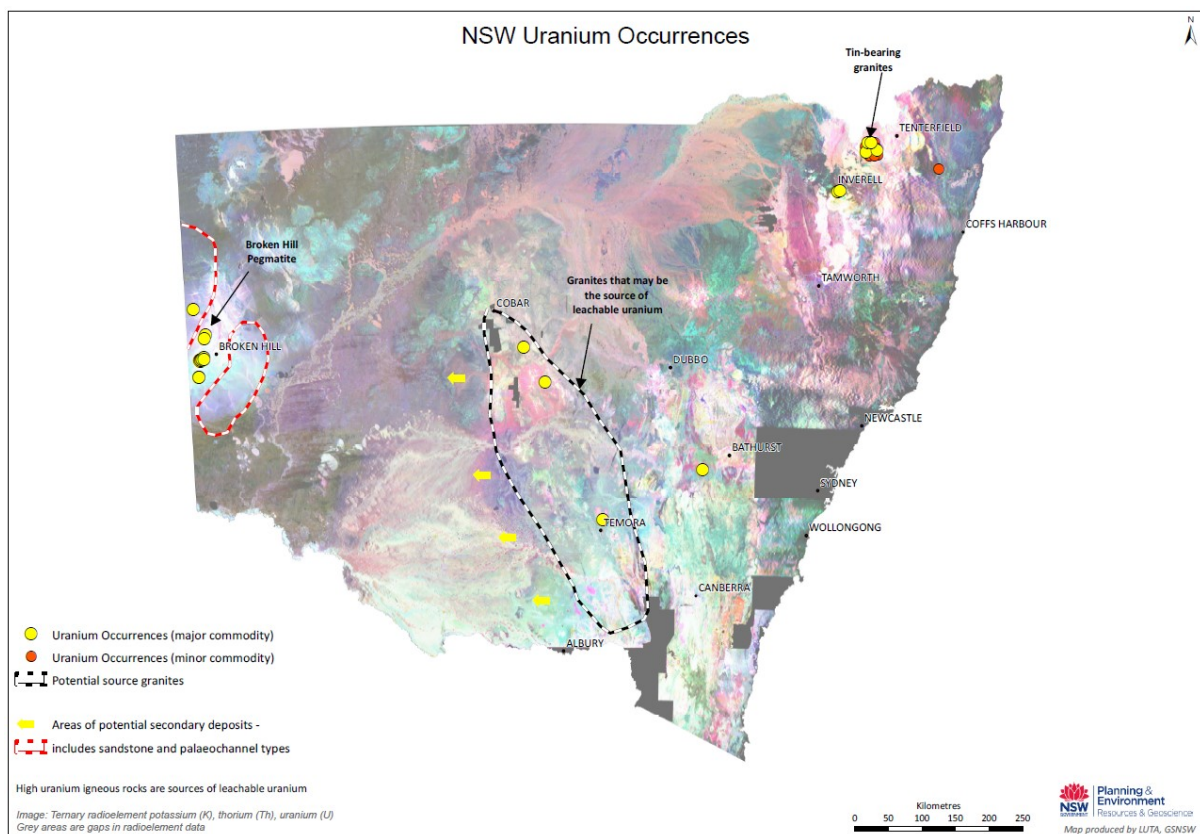 NSW Uranium Occurrences
N
Tin-bearing
granites
TENTERFIELD
INVERELL
COFFS HARBOUR
Broken Hill
Pegmatite
TAMWORTH
Granites that may be
the source of
leachable uranium
COBAR
BROKEN HILL
DUBBO
NEWCASTLE
BATHURST
SYDNEY
TEMORA
WOLLONGONG
CANBERRA
ALBURY
Uranium Occurrences (major commodity)
Uranium Occurrences (minor commodity)
Potential source granites
Areas of potential secondary deposits -
includes sandstone and palaeochannel types
High uranium igneous rocks are sources of leachable uranium
Image: Ternary radioelement potassium (K), thorium (Th), uranium (U)
Grey areas are gaps in radioelement data
Kilometres
0 50 100 150 200 250
NSW
GOVERNMENT
Planning &
Environment
Resources & Geoscience
Map produced by LUTA, GSNSW